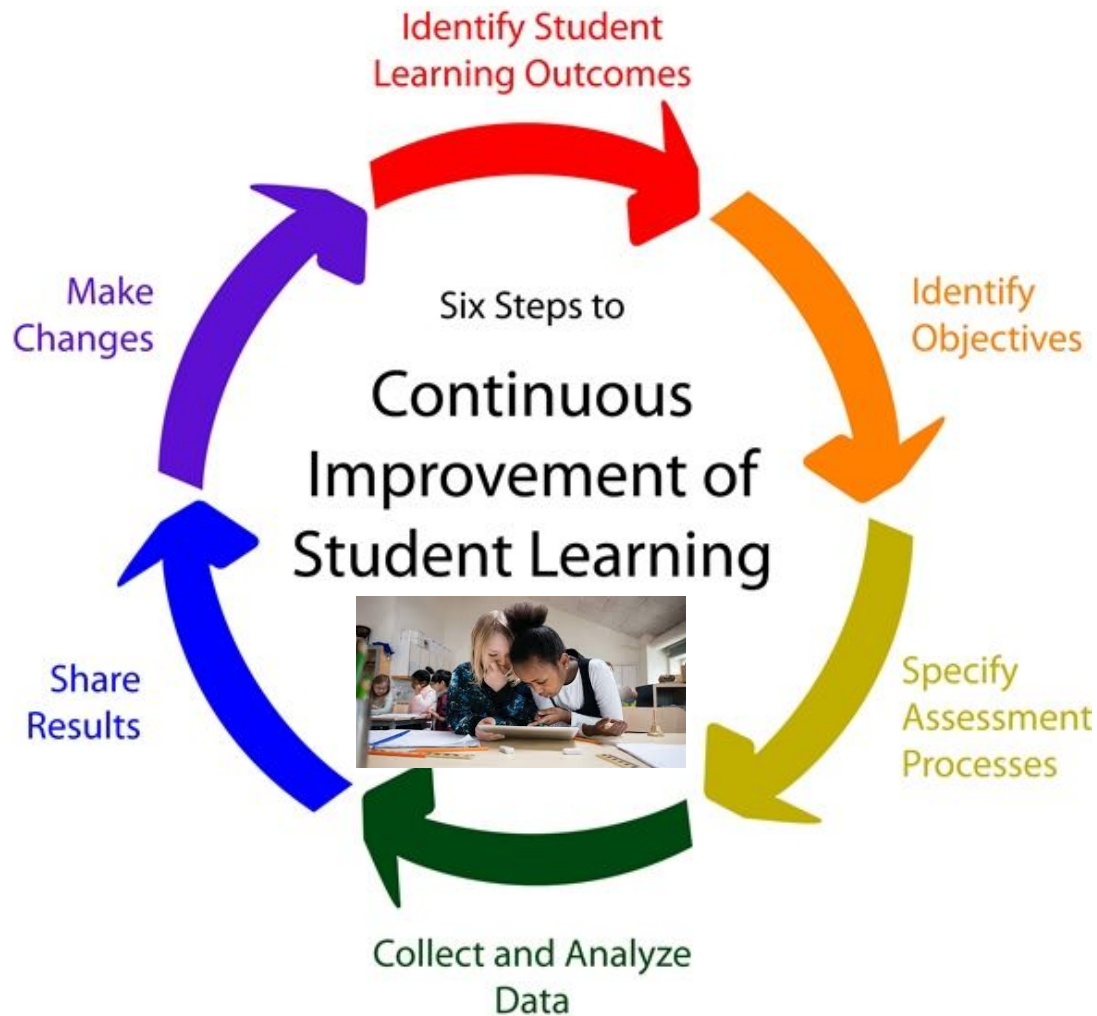 Identify Student
Learning Outcomes
Identify
Objectives
Specify
Assessment
Processes
Collect and Analyze
Data
Share
Results
Make
Changes
Six Steps to
Continuous
Improvement of
Student Learning